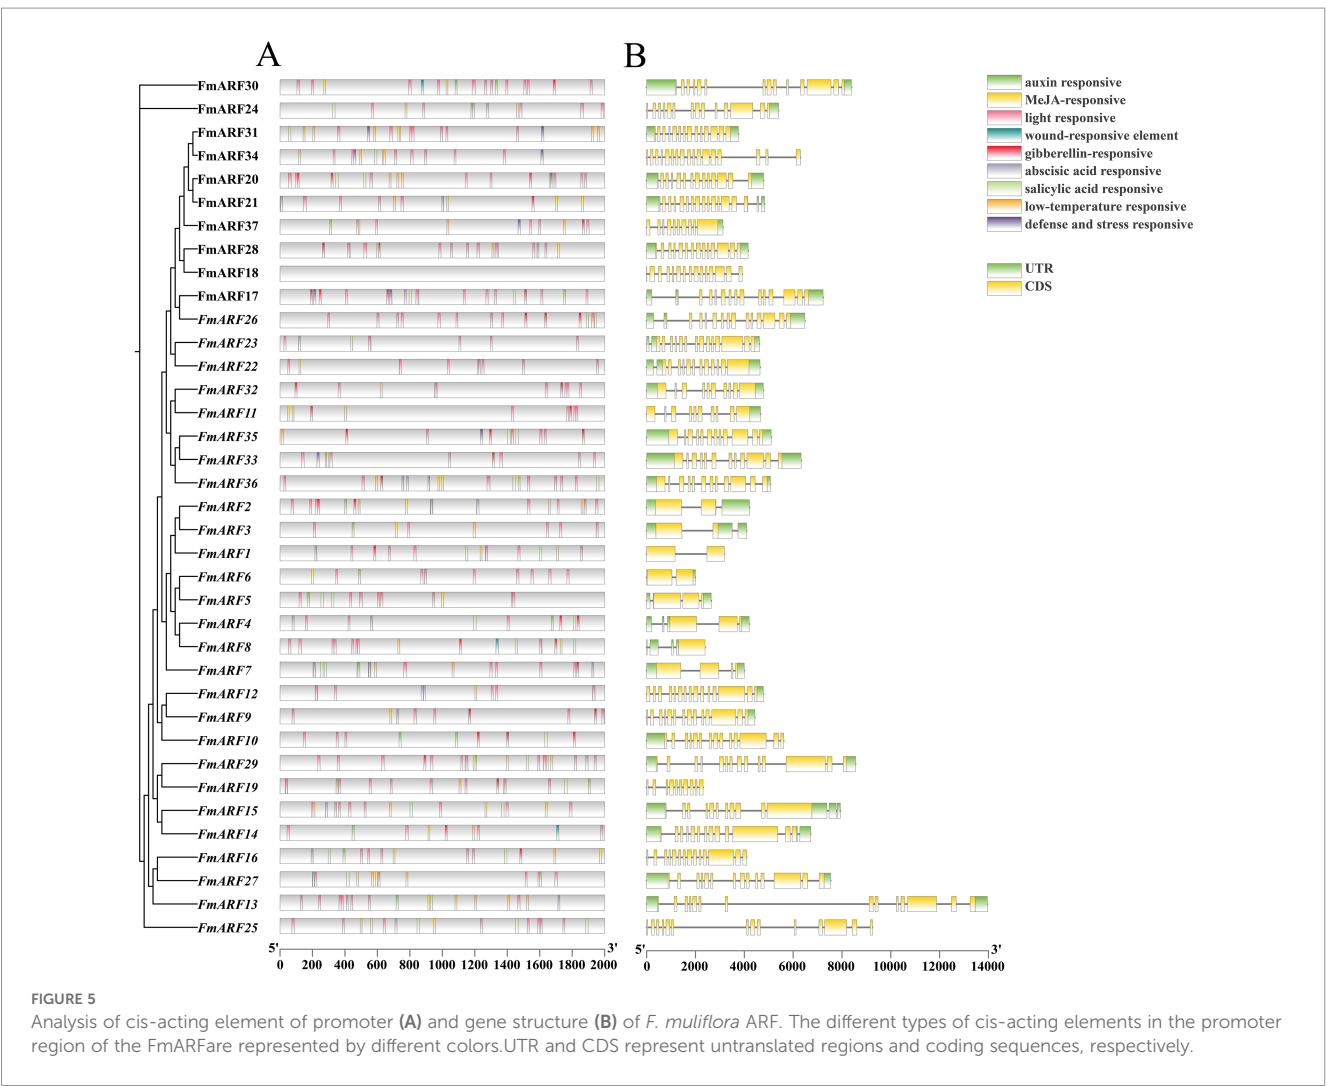 A
B
FmARF30
FmARF24
FmARF31
FmARF34
FmARF20
FmARF21
FmARF37
FmARF28
FmARF18
FmARF17
FmARF26
FmARF23
FmARF22
FmARF32
FmARF11
FmARF35
FmARF33
FmARF36
FmARF2
FmARF3
FmARF1
FmARF6
FmARF5
FmARF4
FmARF8
FmARF7
FmARF12
FmARF9
FmARF10
FmARF29
FmARF19
FmARF15
FmARF14
FmARF16
FmARF27
FmARF13
FmARF25
5' 3'
0 200 400 600 800 1000 1200 1400 1600 1800 2000
5' 3'
0 2000 4000 6000 8000 10000 12000 14000
auxin responsive
MeJA-responsive
light responsive
wound-responsive element
gibberellin-responsive
abscisic acid responsive
salicylic acid responsive
low-temperature responsive
defense and stress responsive
UTR
CDS
FIGURE 5
Analysis of cis-acting element of promoter (A) and gene structure (B) of F. muliflora ARF. The different types of cis-acting elements in the promoter
region of the FmARFare represented by different colors.UTR and CDS represent untranslated regions and coding sequences, respectively.